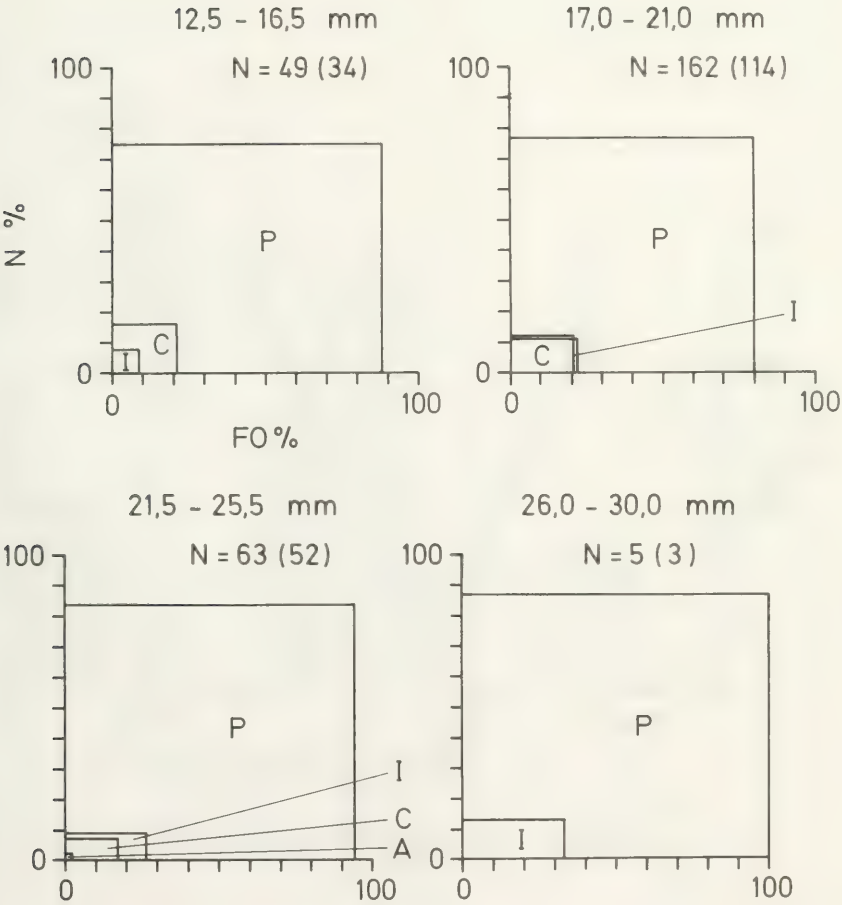 12,5 - 16,5 mm
N = 49 (34)
100
N %
P
C
I
0
0
100
FO %
17,0 - 21,0 mm
N = 162 (114)
100
P
I
C
0
0
100
21,5 - 25,5 mm
N = 63 (52)
100
P
I
C
A
0
0
100
26,0 - 30,0 mm
N = 5 (3)
100
P
I
0
0
100